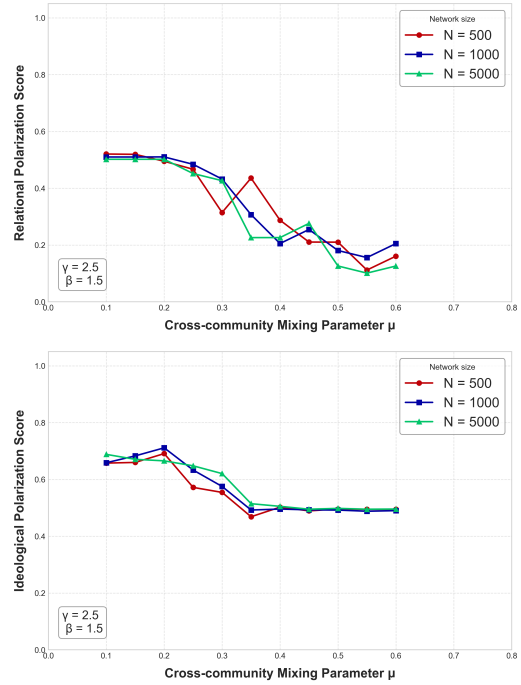 Network size
N = 500
N = 1000
N = 5000
1.0
0.8
0.6
0.4
0.2
0.0
Relational Polarization Score
γ = 2.5
β = 1.5
0.0 0.1 0.2 0.3 0.4 0.5 0.6 0.7 0.8
Cross-community Mixing Parameter μ
Network size
N = 500
N = 1000
N = 5000
1.0
0.8
0.6
0.4
0.2
0.0
Ideological Polarization Score
γ = 2.5
β = 1.5
0.0 0.1 0.2 0.3 0.4 0.5 0.6 0.7 0.8
Cross-community Mixing Parameter μ